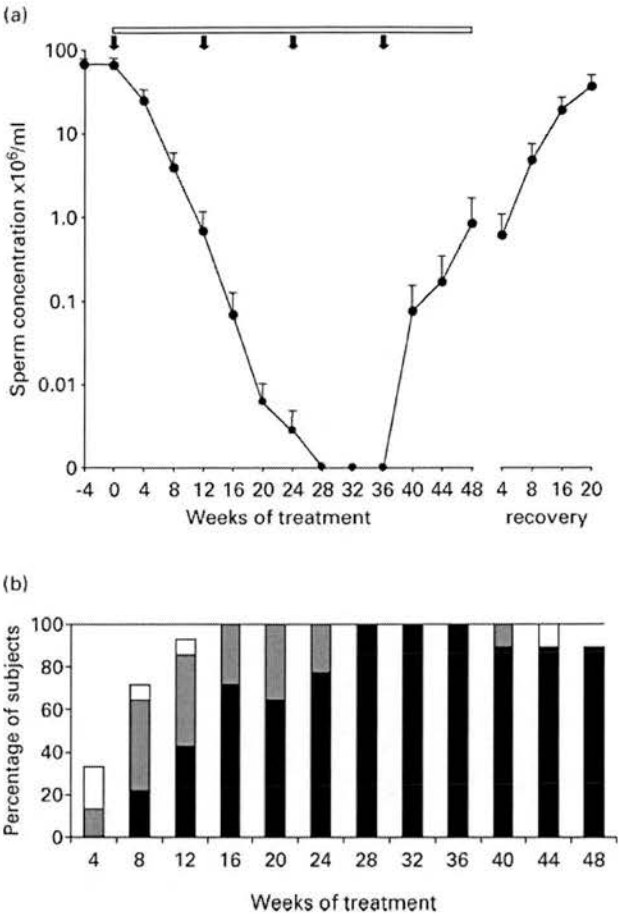 (a)
Sperm concentration x10⁶/ml
100
10
1.0
0.1
0.01
0
-4 0 4 8 12 16 20 24 28 32 36 40 44 48 4 8 16 20
Weeks of treatment recovery
(b)
Percentage of subjects
100
80
60
40
20
0
4 8 12 16 20 24 28 32 36 40 44 48
Weeks of treatment